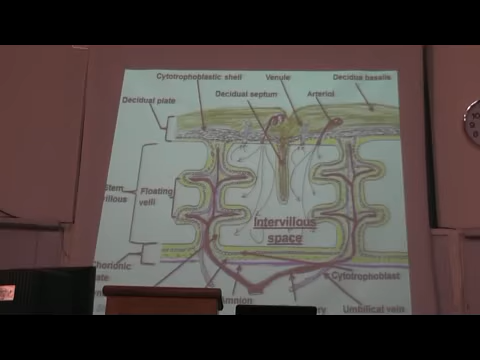 Cytotrophoblastic shell
Venule
Decidua basalis
Decidual plate
Decidual septum
Arteriol
Stem
villous
Floating
villi
Intervillous
space
Chorionic
Cytotrophoblast
Amnion
Umbilical vein